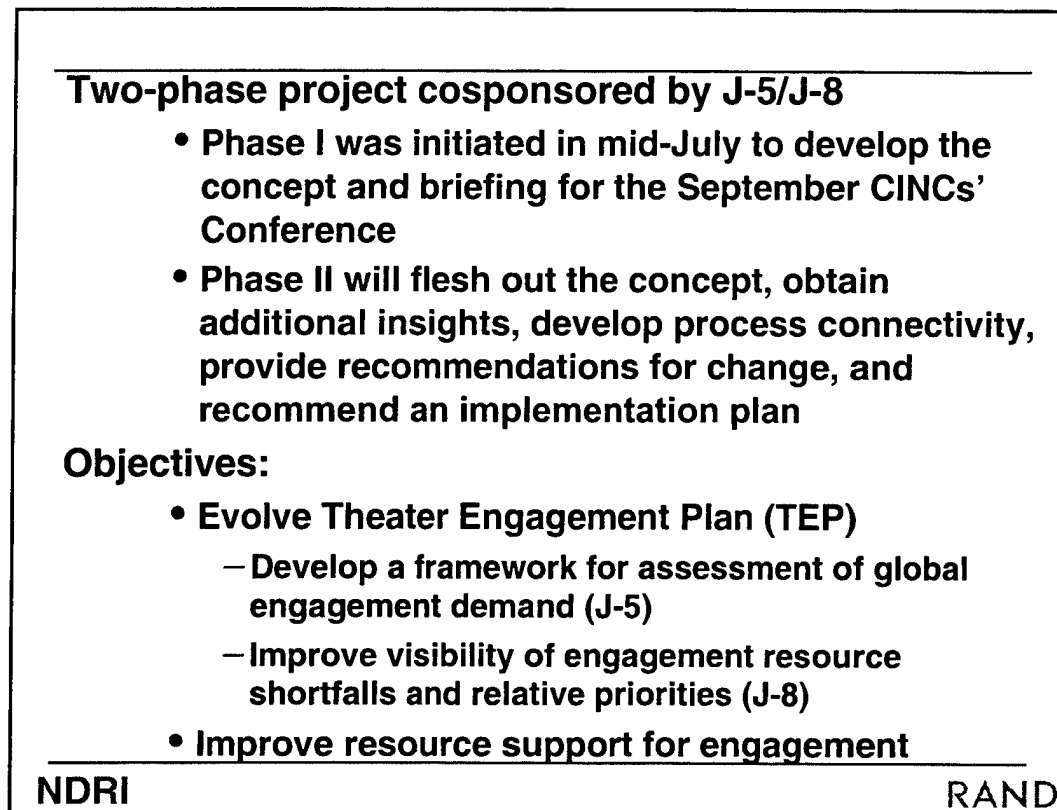 Two-phase project cosponsored by J-5/J-8
• Phase I was initiated in mid-July to develop the
concept and briefing for the September CINCs'
Conference
• Phase II will flesh out the concept, obtain
additional insights, develop process connectivity,
provide recommendations for change, and
recommend an implementation plan
Objectives:
• Evolve Theater Engagement Plan (TEP)
–Develop a framework for assessment of global
engagement demand (J-5)
–Improve visibility of engagement resource
shortfalls and relative priorities (J-8)
• Improve resource support for engagement
NDRI RAND